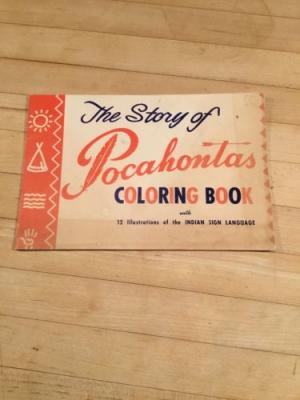 The Story of
Pocahontas
COLORING BOOK
with
12 Illustrations of the INDIAN SIGN LANGUAGE